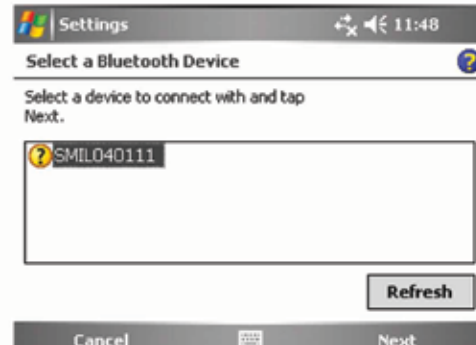 Settings 11:48
Select a Bluetooth Device
Select a device to connect with and tap
Next.
SMIL040111
Refresh
Cancel Next